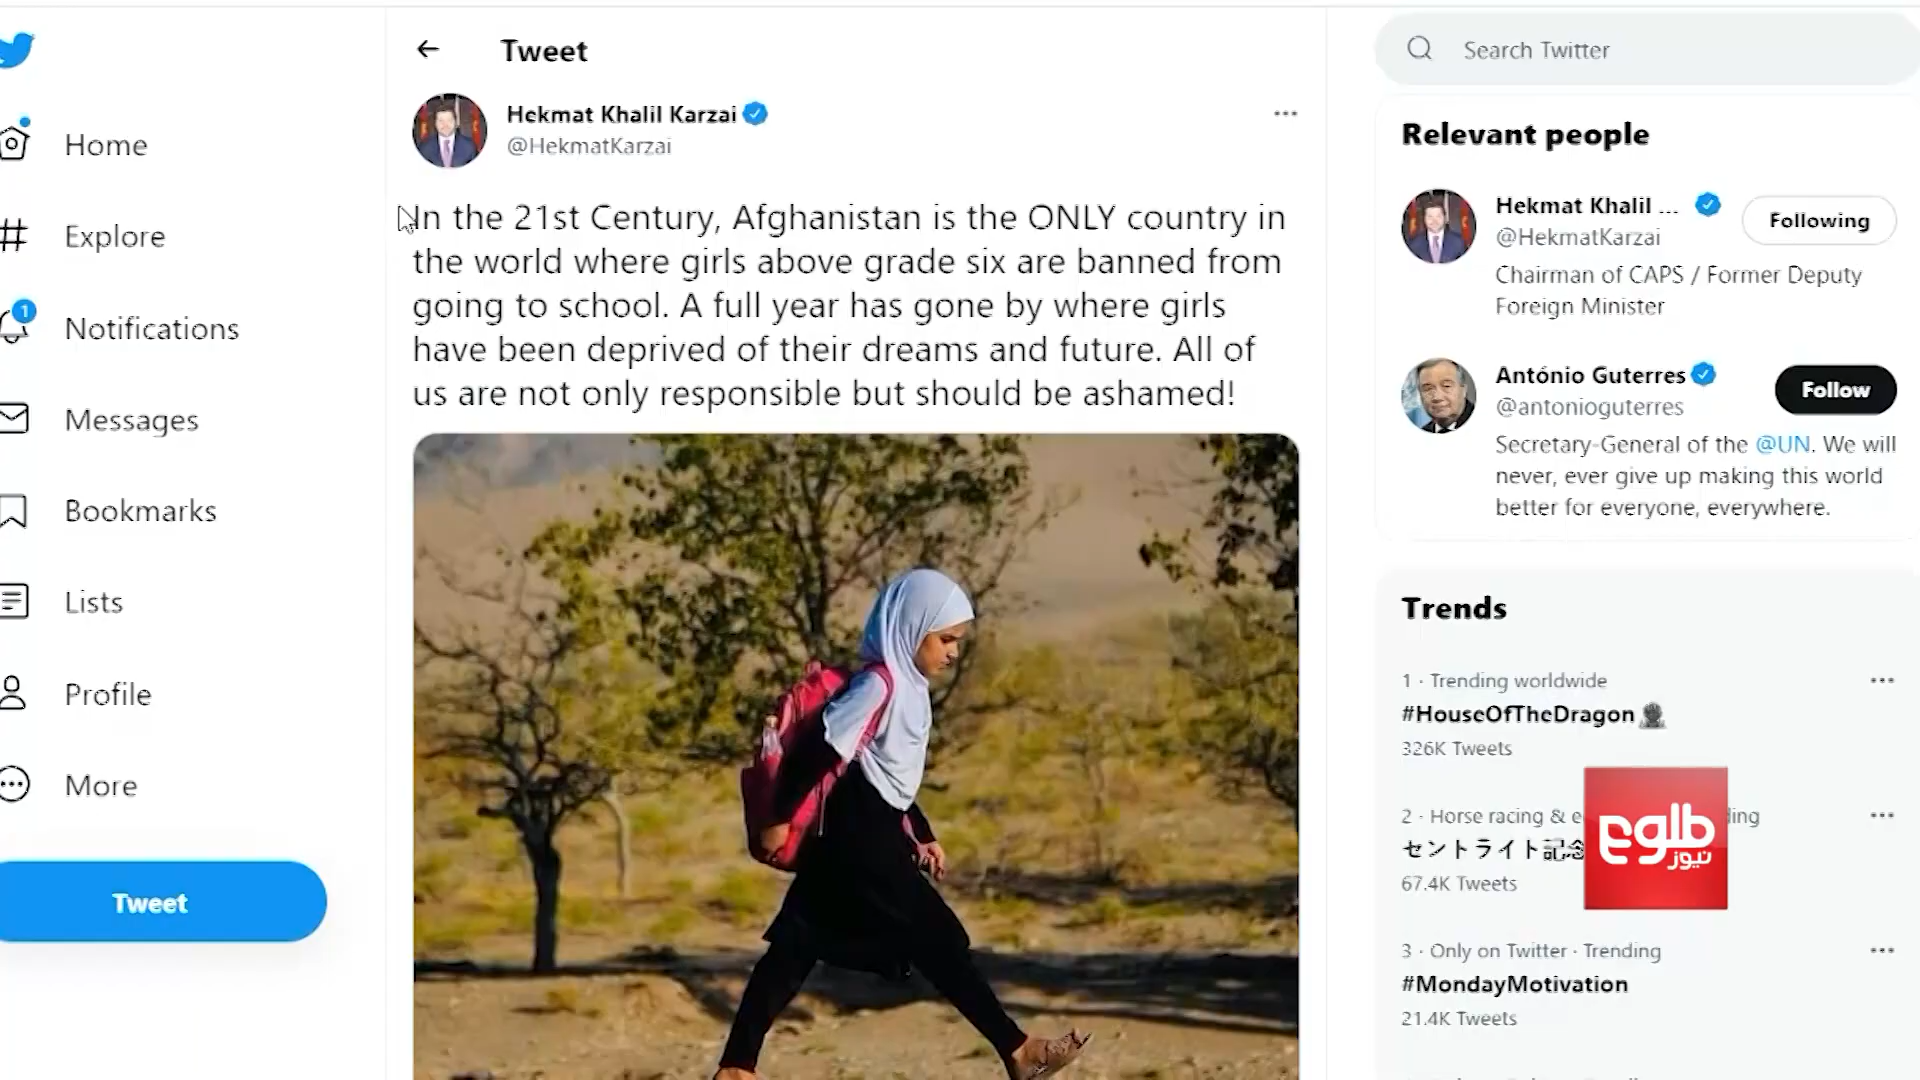 Home
Explore
1
Notifications
Messages
Bookmarks
Lists
Profile
More
Tweet
Tweet
Hekmat Khalil Karzai
@HekmatKarzai
In the 21st Century, Afghanistan is the ONLY country in
the world where girls above grade six are banned from
going to school. A full year has gone by where girls
have been deprived of their dreams and future. All of
us are not only responsible but should be ashamed!
Search Twitter
Relevant people
Hekmat Khalil ...
@HekmatKarzai
Following
Chairman of CAPS / Former Deputy
Foreign Minister
António Guterres
@antonioguterres
Follow
Secretary-General of the @UN. We will
never, ever give up making this world
better for everyone, everywhere.
Trends
1 · Trending worldwide
#HouseOfTheDragon
326K Tweets
2 · Horse racing &
セントライト記念
67.4K Tweets
طلوع
نیوز
3 · Only on Twitter · Trending
#MondayMotivation
21.4K Tweets